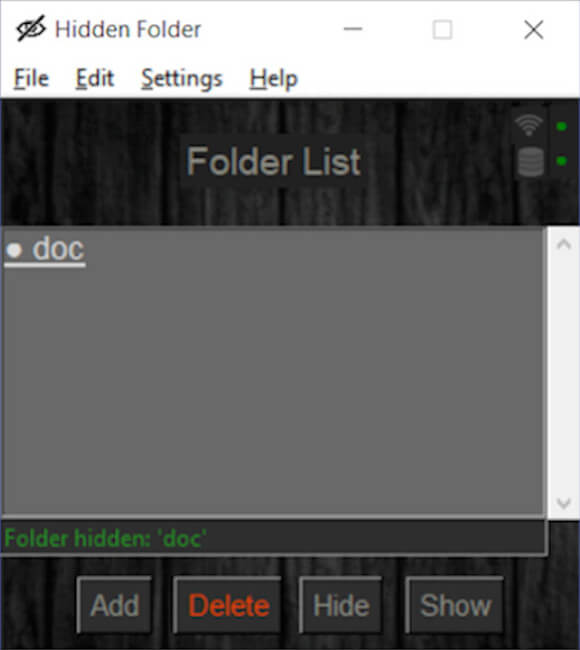 Hidden Folder
File Edit Settings Help
Folder List
● doc
Folder hidden: 'doc'
Add Delete Hide Show